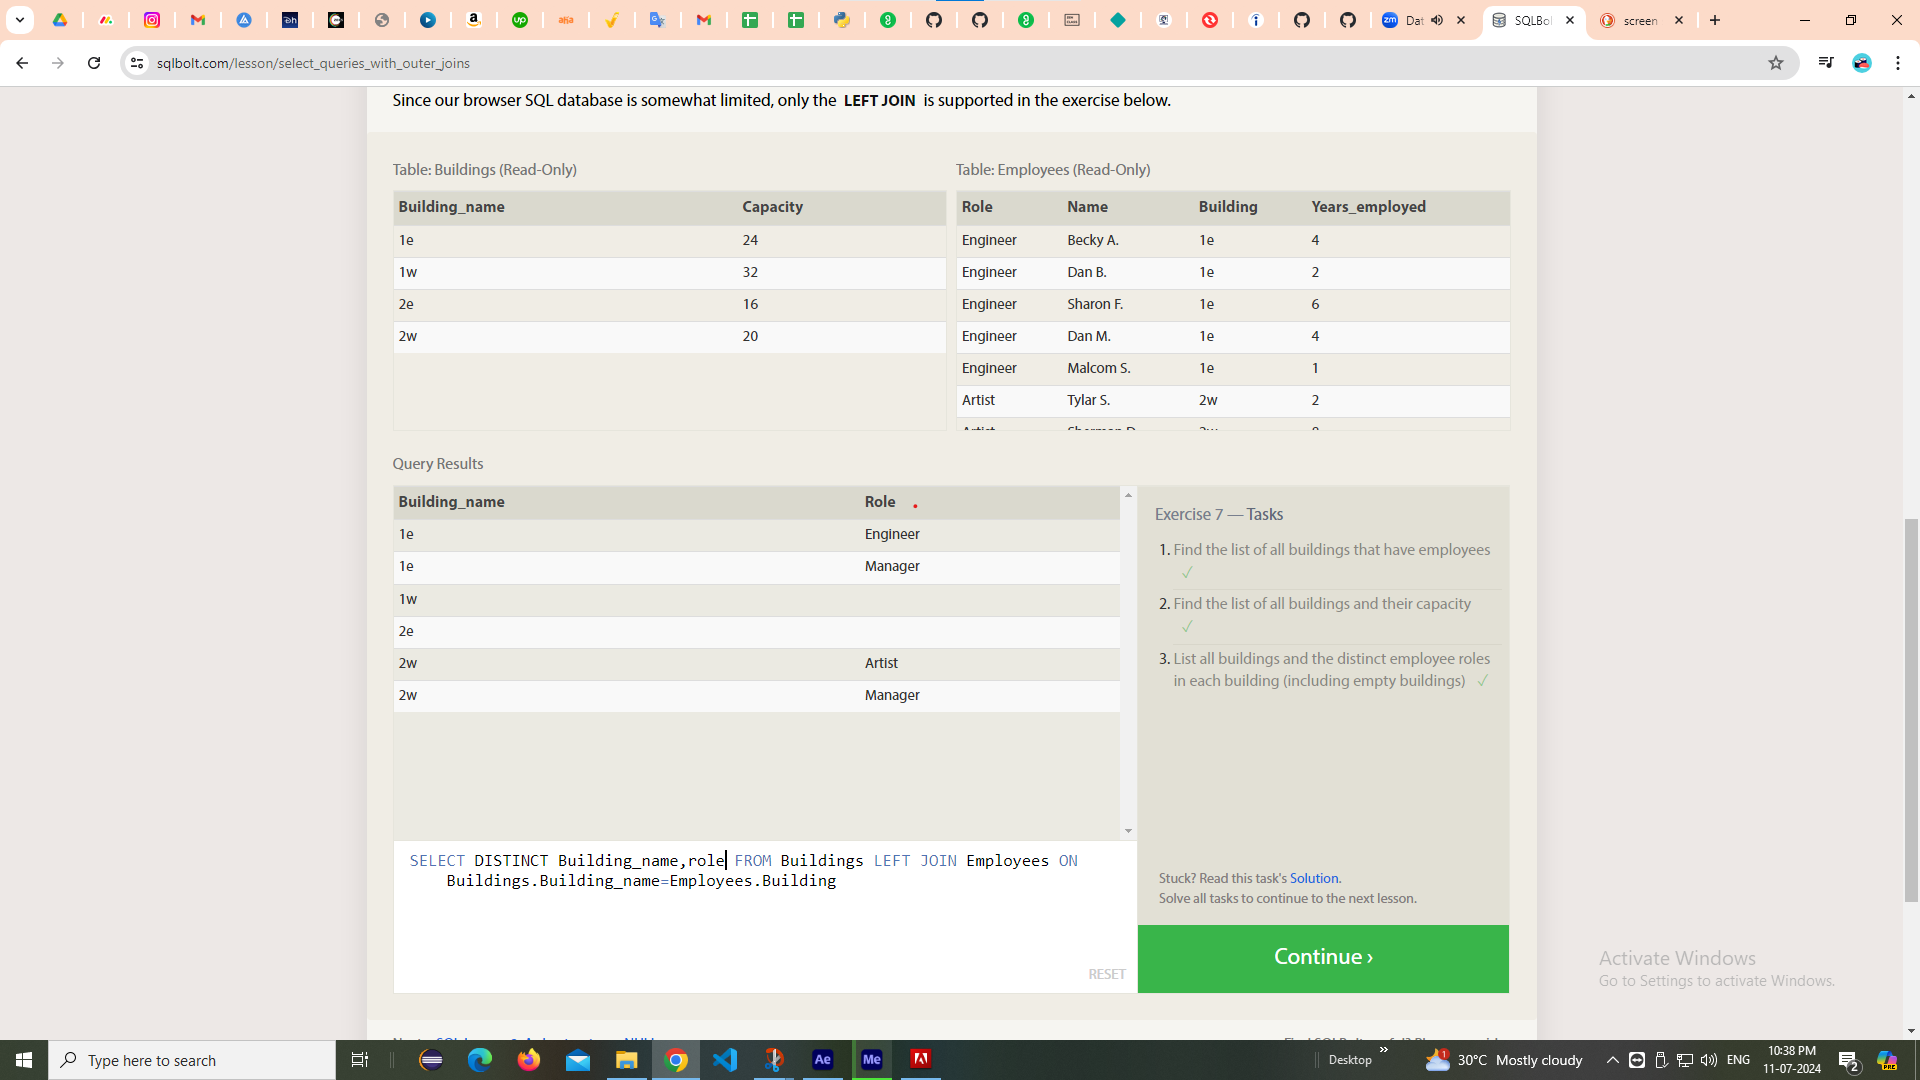 Dat
SQLBol
screen
sqlbolt.com/lesson/select_queries_with_outer_joins
Since our browser SQL database is somewhat limited, only the LEFT JOIN is supported in the exercise below.
Table: Buildings (Read-Only)
Building_name Capacity
1e 24
1w 32
2e 16
2w 20
Table: Employees (Read-Only)
Role Name Building Years_employed
Engineer Becky A. 1e 4
Engineer Dan B. 1e 2
Engineer Sharon F. 1e 6
Engineer Dan M. 1e 4
Engineer Malcom S. 1e 1
Artist Tylar S. 2w 2
Query Results
Building_name Role
1e Engineer
1e Manager
1w
2e
2w Artist
2w Manager
SELECT DISTINCT Building_name,role FROM Buildings LEFT JOIN Employees ON
Buildings.Building_name=Employees.Building
RESET
Exercise 7 — Tasks
1. Find the list of all buildings that have employees
✓
2. Find the list of all buildings and their capacity
✓
3. List all buildings and the distinct employee roles
in each building (including empty buildings) ✓
Stuck? Read this task's Solution.
Solve all tasks to continue to the next lesson.
Continue ›
Activate Windows
Go to Settings to activate Windows.
Type here to search
Ae
Me
Desktop
1
30°C Mostly cloudy
ENG
10:38 PM
11-07-2024
2
PRE